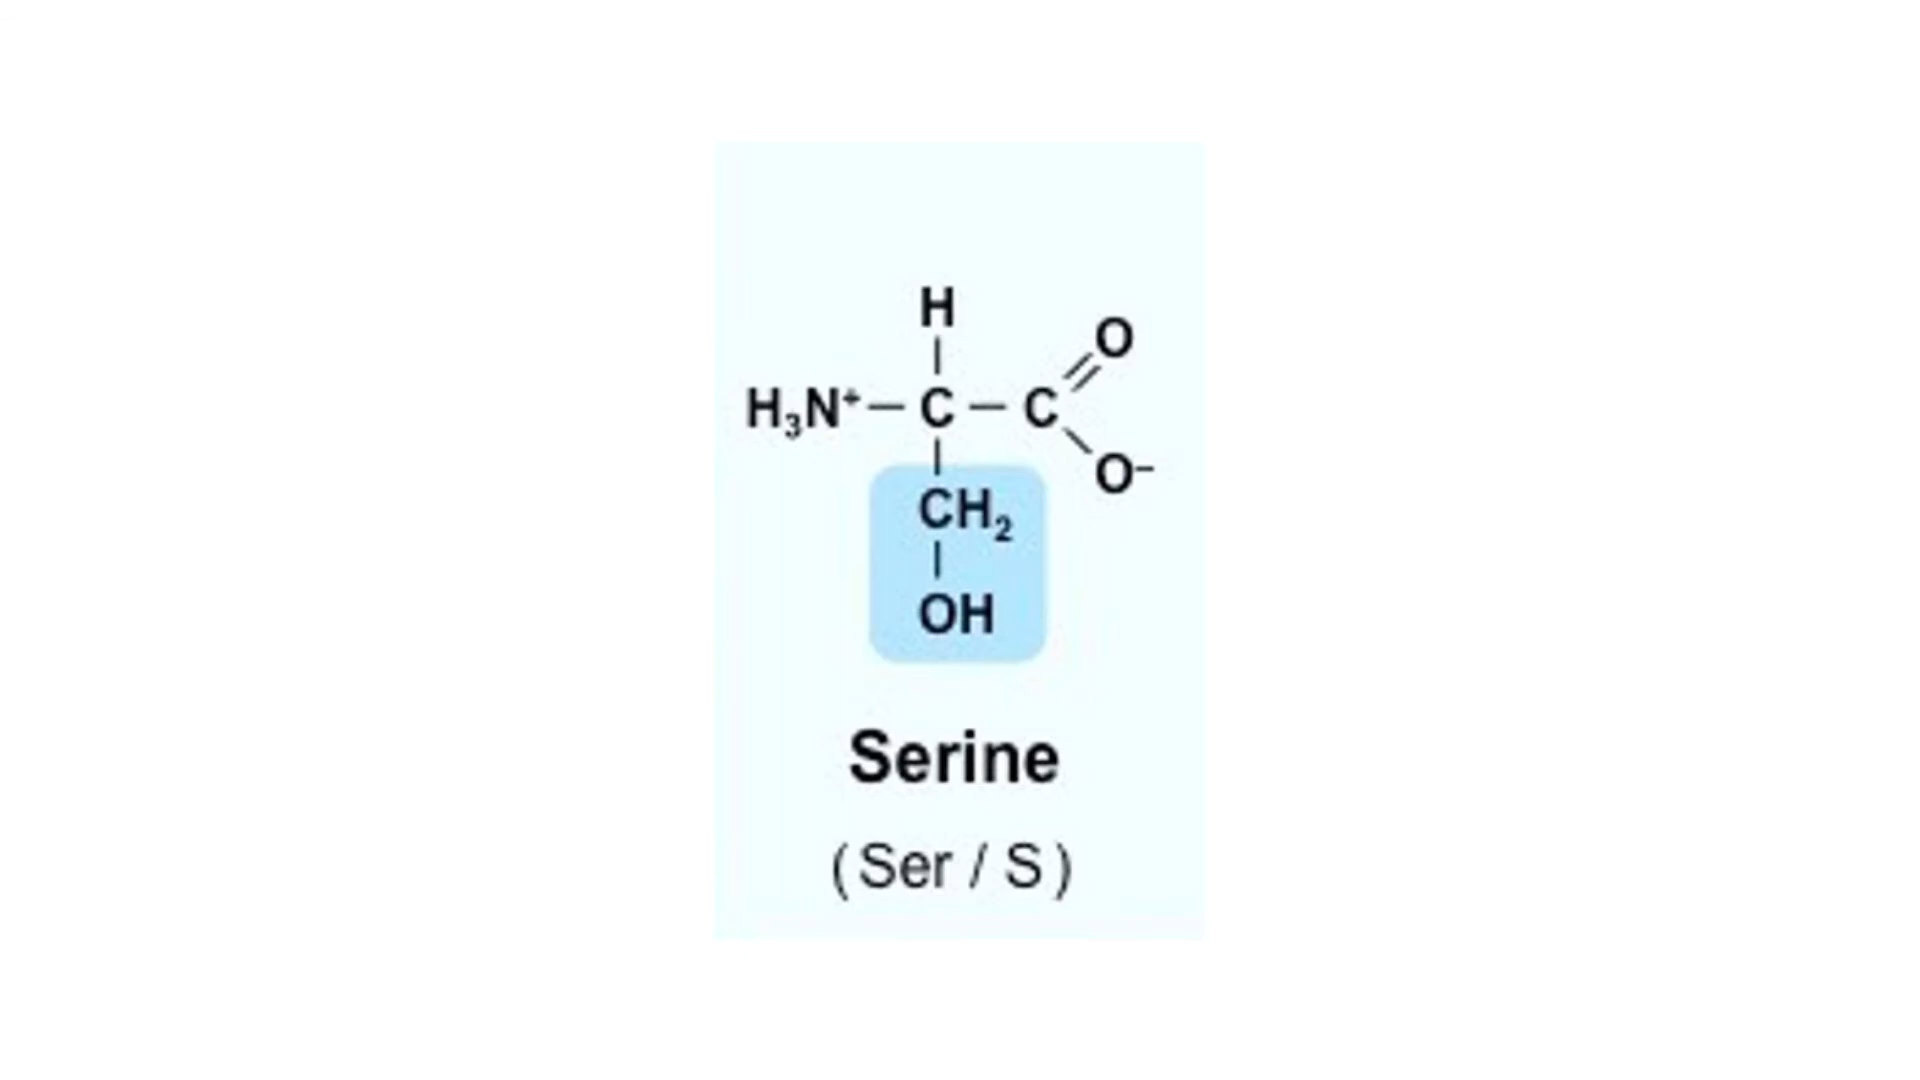 H
O
H₃N⁺ – C – C
O⁻
CH₂
OH
Serine
(Ser / S)